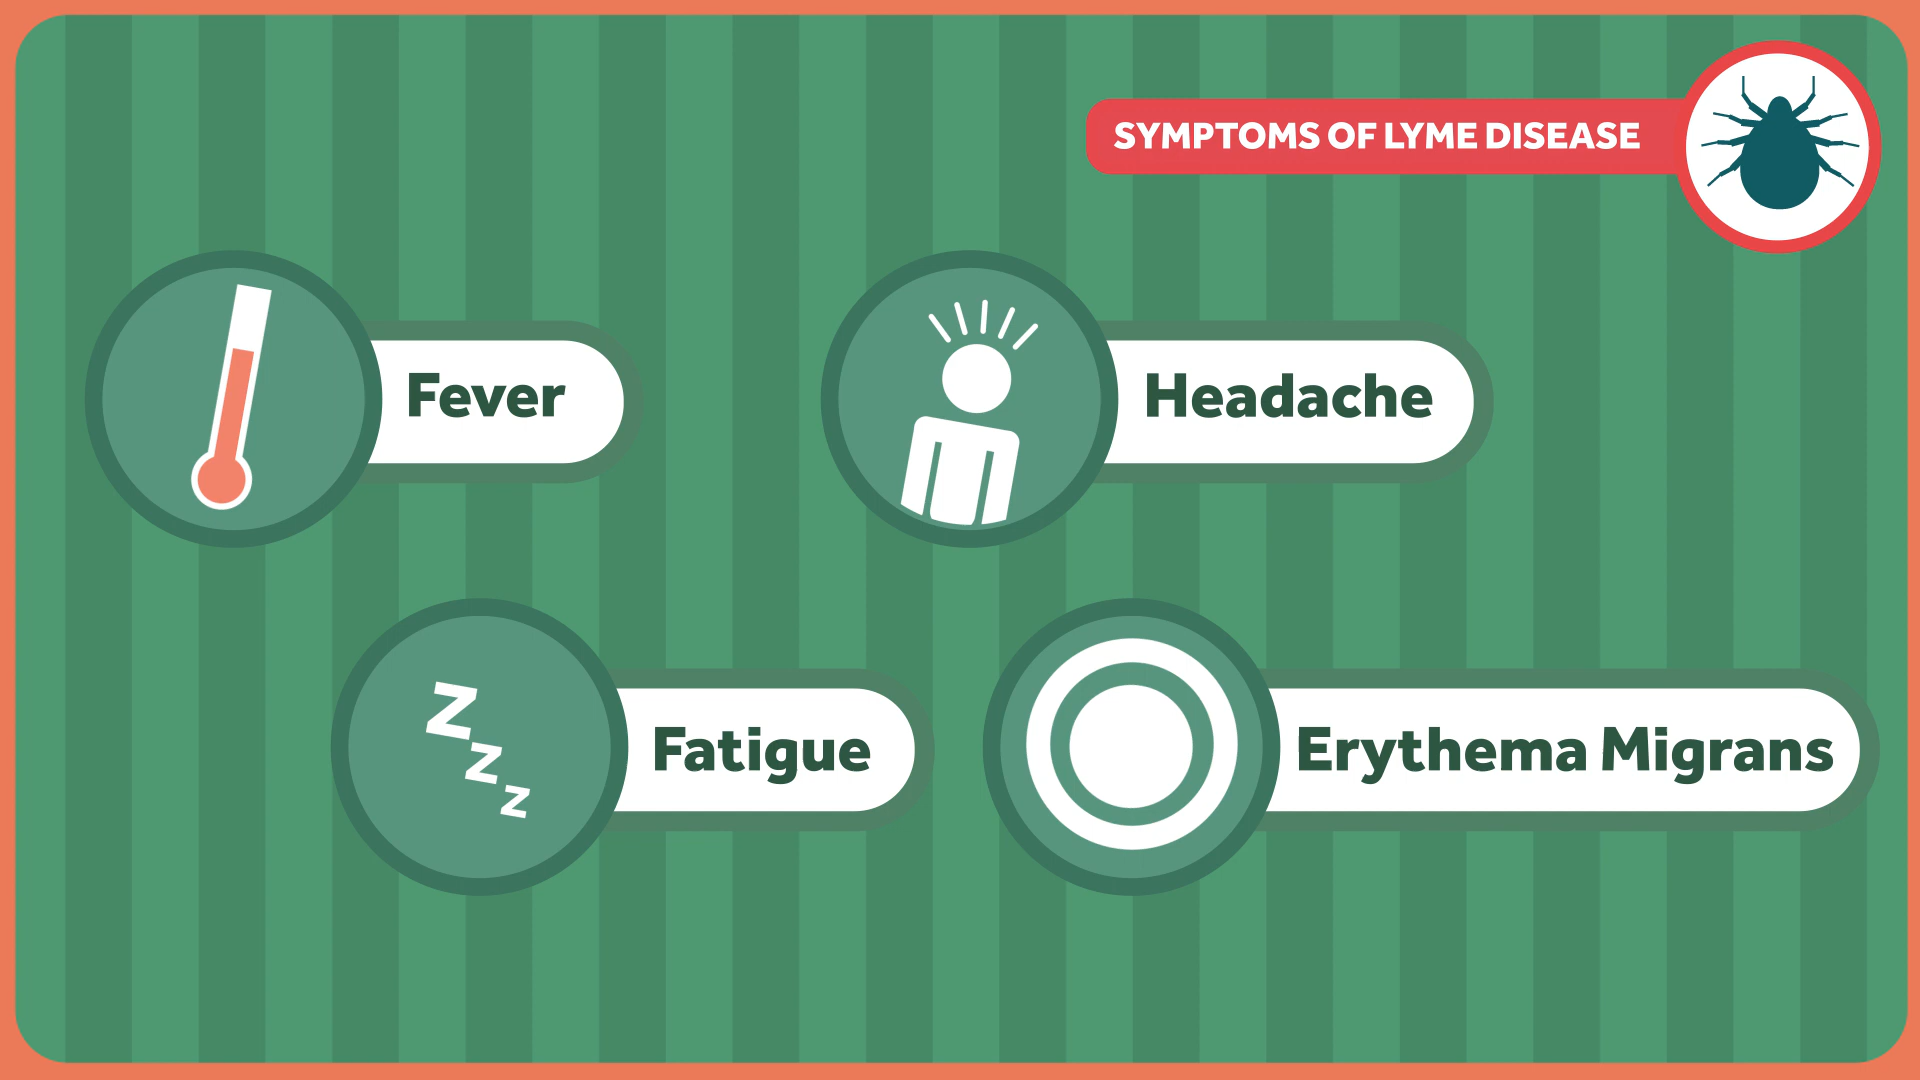 SYMPTOMS OF LYME DISEASE
Fever
Headache
z
z
z
Fatigue
Erythema Migrans